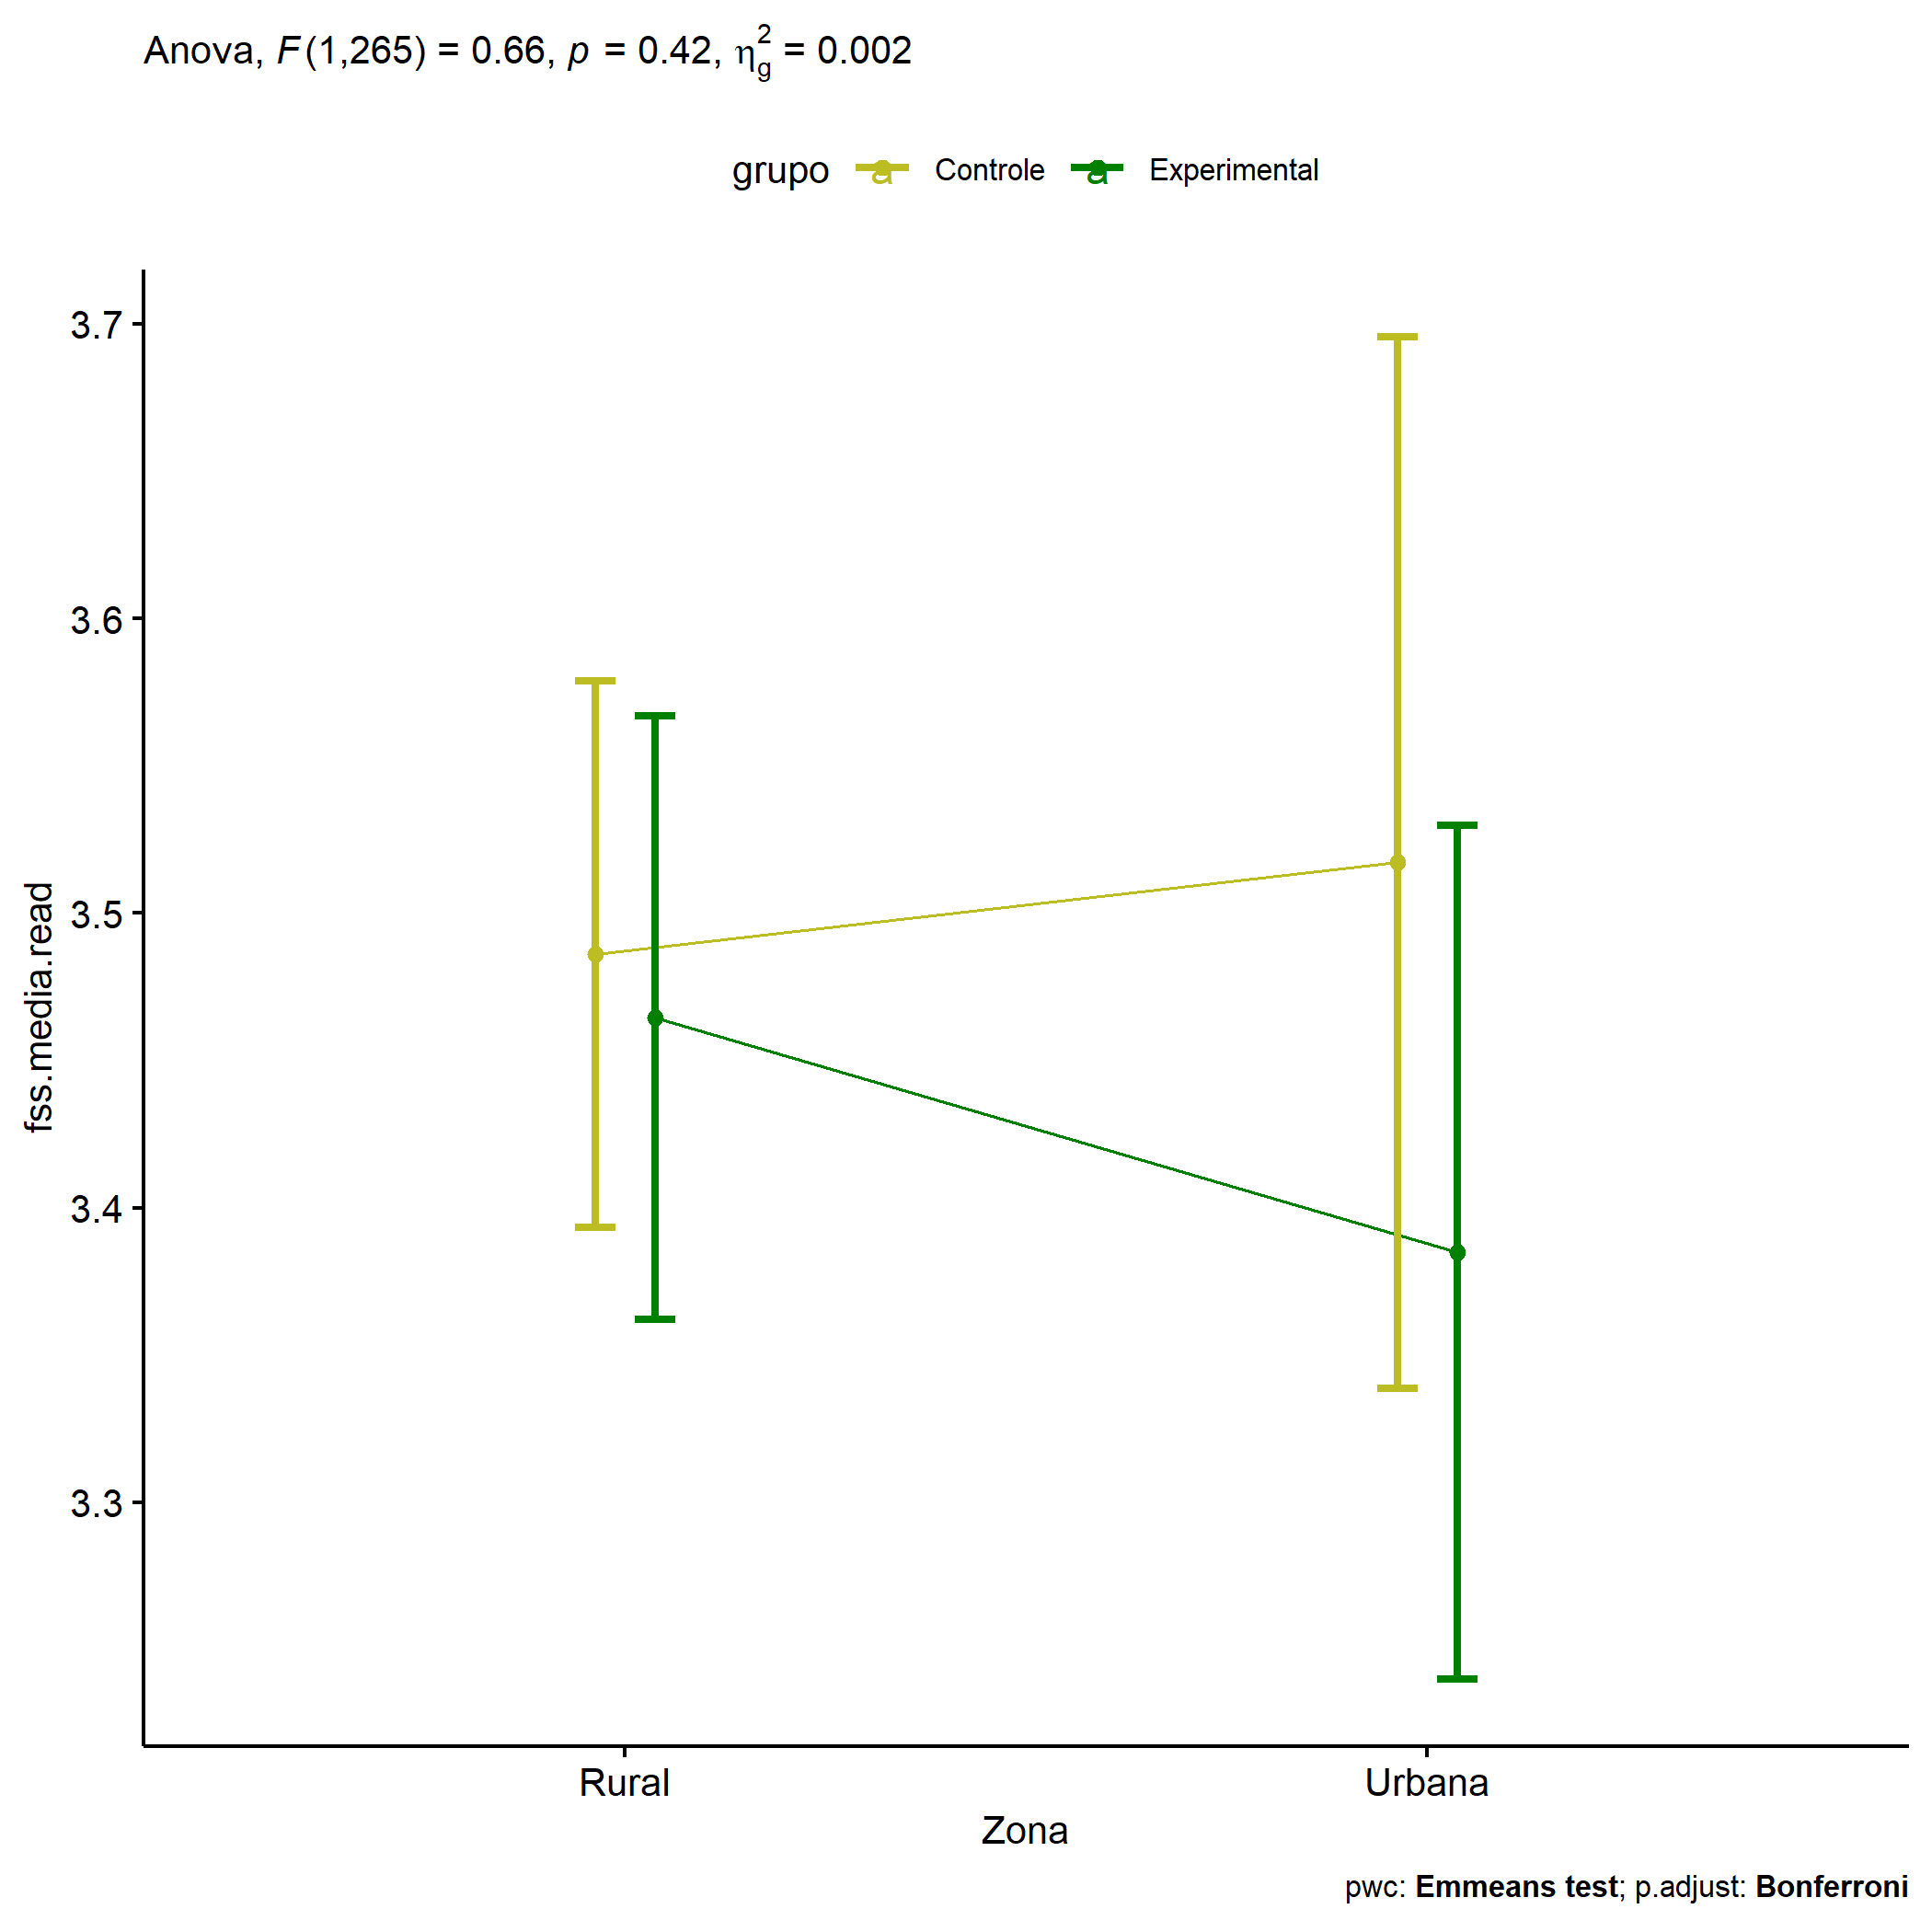 Anova, F(1,265) = 0.66, p = 0.42, η²g = 0.002
grupo a Controle a Experimental
3.7
3.6
3.5
3.4
3.3
fss.media.read
Rural Urbana
Zona
pwc: Emmeans test; p.adjust: Bonferroni